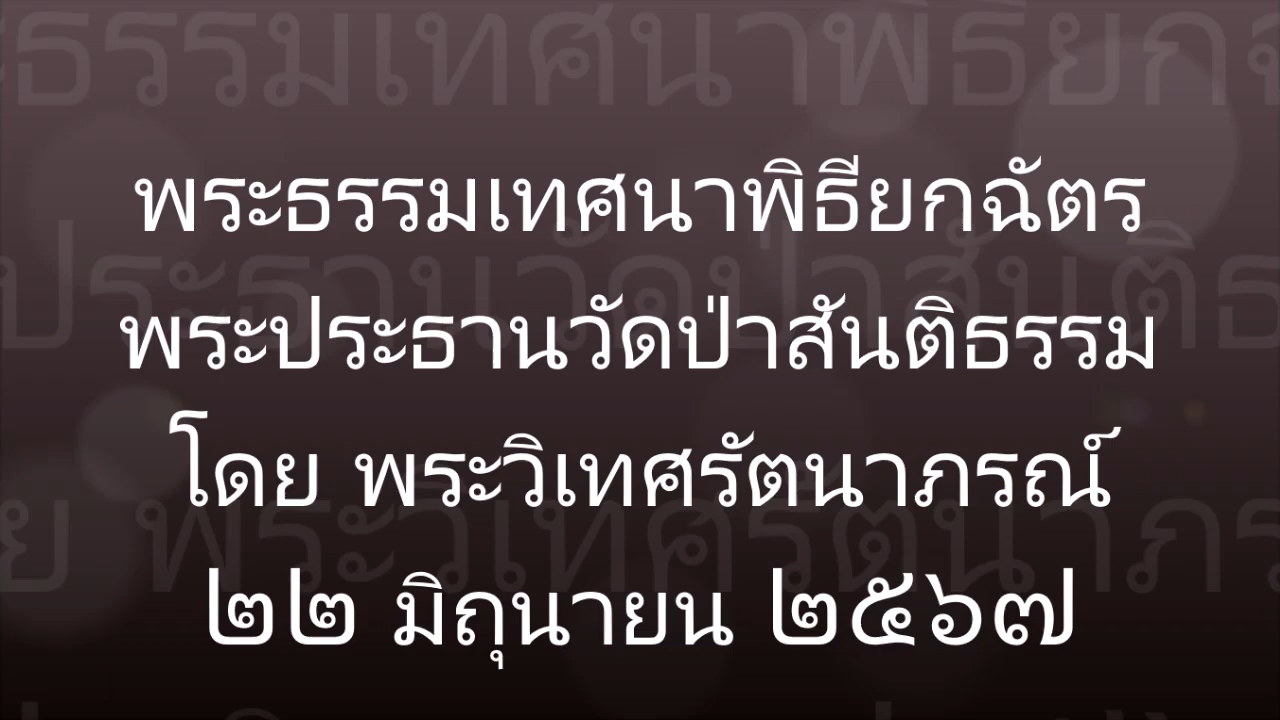 พระธรรมเทศนาพิธียกฉัตร
พระประธานวัดป่าสันติธรรม
โดย พระวิเทศรัตนาภรณ์
๒๒ มิถุนายน ๒๕๖๗